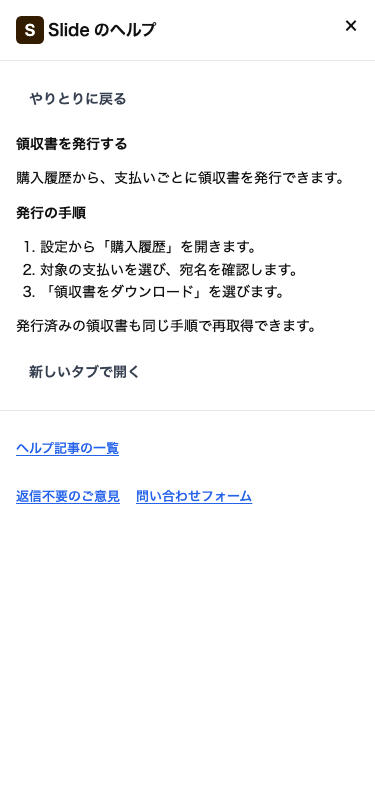 S Slide のヘルプ ×
やりとりに戻る
領収書を発行する
購入履歴から、支払いごとに領収書を発行できます。
発行の手順
1. 設定から「購入履歴」を開きます。
2. 対象の支払いを選び、宛名を確認します。
3. 「領収書をダウンロード」を選びます。
発行済みの領収書も同じ手順で再取得できます。
新しいタブで開く
ヘルプ記事の一覧
返信不要のご意見 問い合わせフォーム